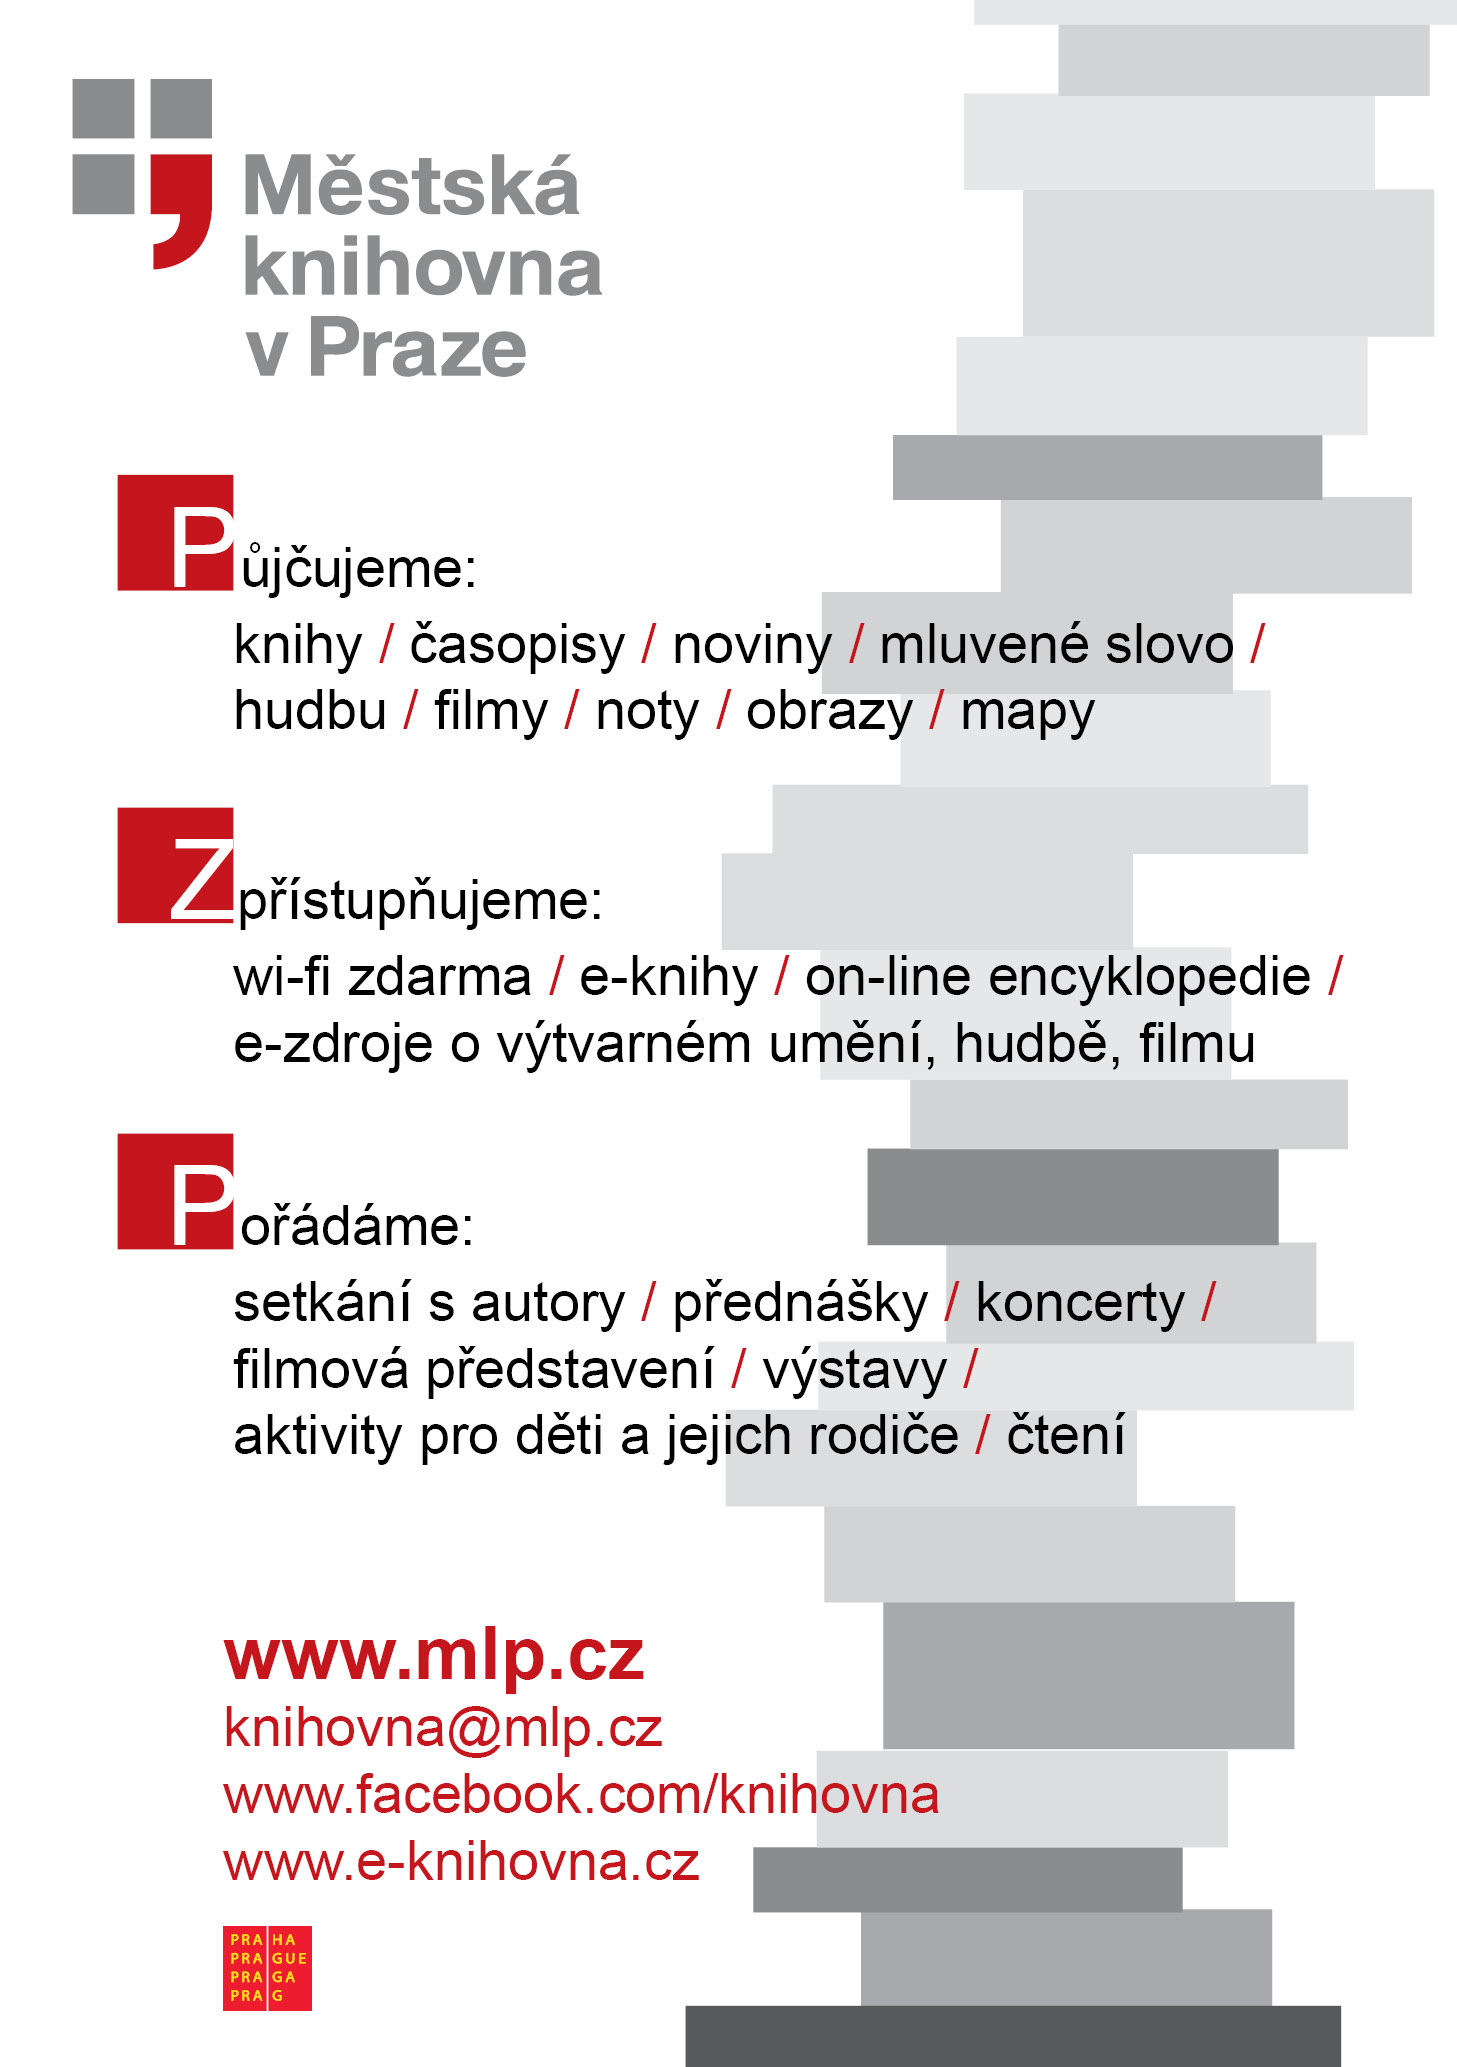 Městská
knihovna
v Praze
Půjčujeme:
knihy / časopisy / noviny / mluvené slovo /
hudbu / filmy / noty / obrazy / mapy
Zpřístupňujeme:
wi-fi zdarma / e-knihy / on-line encyklopedie /
e-zdroje o výtvarném umění, hudbě, filmu
Pořádáme:
setkání s autory / přednášky / koncerty /
filmová představení / výstavy /
aktivity pro děti a jejich rodiče / čtení
www.mlp.cz
knihovna@mlp.cz
www.facebook.com/knihovna
www.e-knihovna.cz
PRA HA
PRA GUE
PRA GA
PRA G